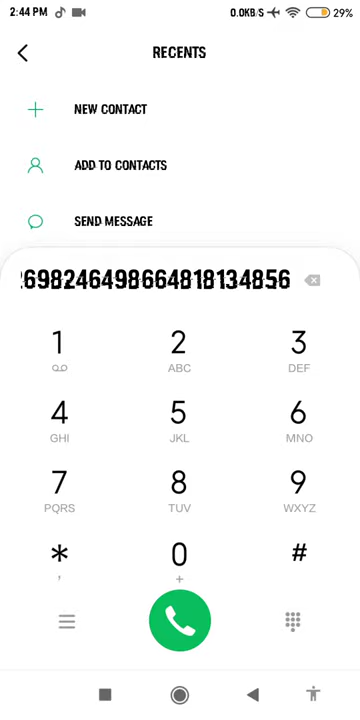 2:44 PM 0.0KB/S 29%
RECENTS
NEW CONTACT
ADD TO CONTACTS
SEND MESSAGE
698246498664818134856
1 2 3
ABC DEF
4 5 6
GHI JKL MNO
7 8 9
PQRS TUV WXYZ
* 0 #
, +